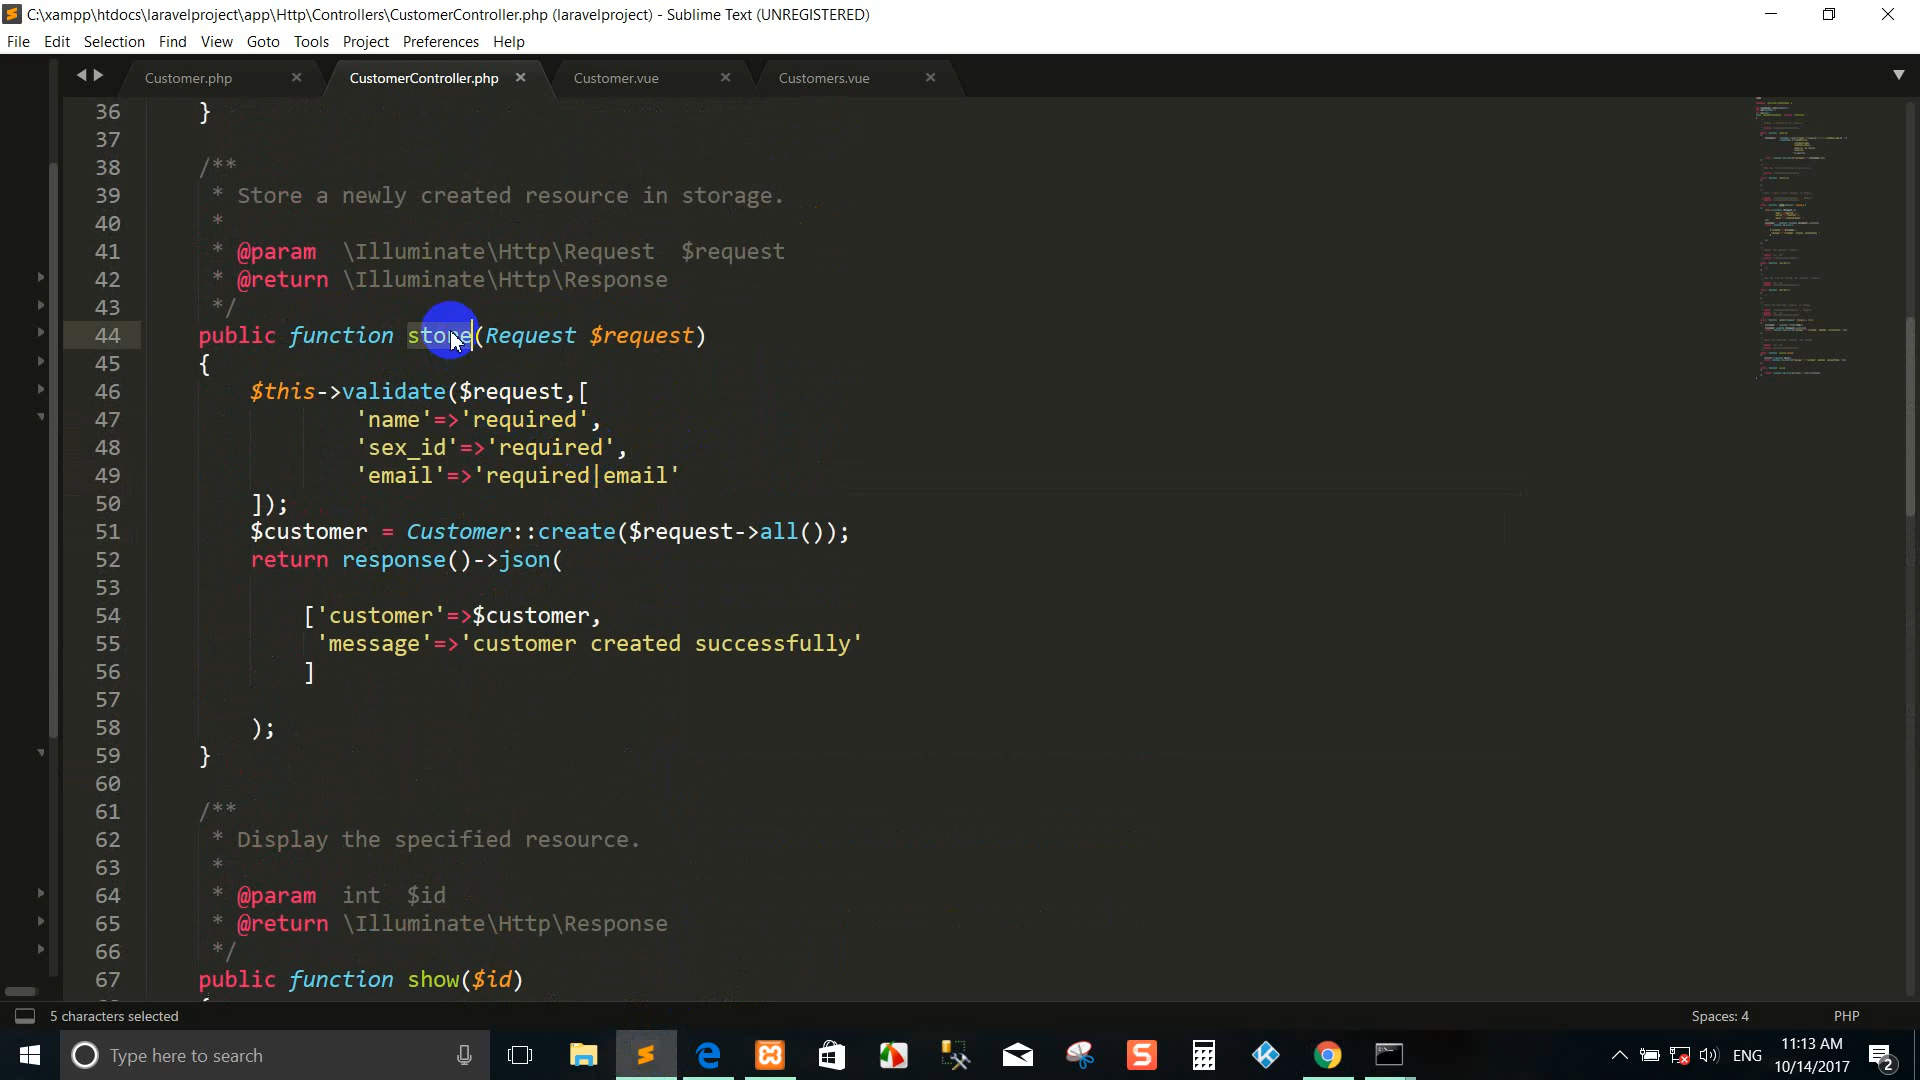 C:\xampp\htdocs\laravelproject\app\Http\Controllers\CustomerController.php (laravelproject) - Sublime Text (UNREGISTERED)
File Edit Selection Find View Goto Tools Project Preferences Help
Customer.php CustomerController.php Customer.vue Customers.vue
36 }
37
38 /**
39 * Store a newly created resource in storage.
40 *
41 * @param \Illuminate\Http\Request $request
42 * @return \Illuminate\Http\Response
43 */
44 public function store(Request $request)
45 {
46 $this->validate($request,[
47 'name'=>'required',
48 'sex_id'=>'required',
49 'email'=>'required|email'
50 ]);
51 $customer = Customer::create($request->all());
52 return response()->json(
53
54 ['customer'=>$customer,
55 'message'=>'customer created successfully'
56 ]
57
58 );
59 }
60
61 /**
62 * Display the specified resource.
63 *
64 * @param int $id
65 * @return \Illuminate\Http\Response
66 */
67 public function show($id)
5 characters selected Spaces: 4 PHP
Type here to search ENG 11:13 AM
10/14/2017 2